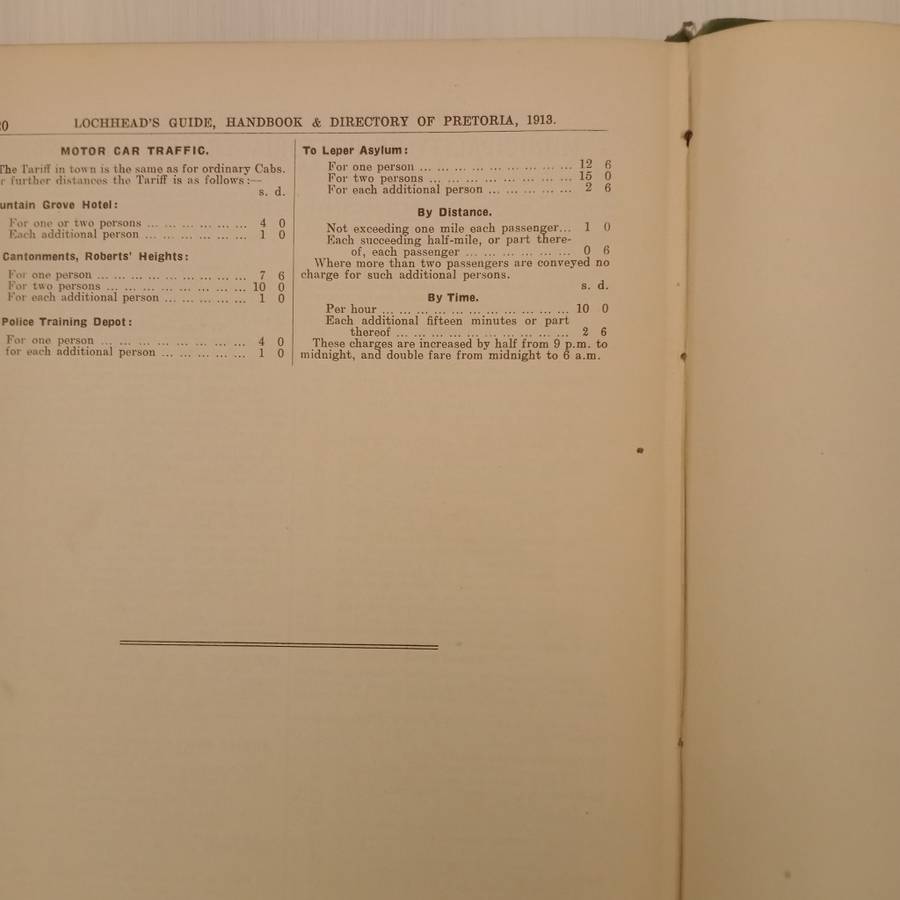 20 LOCHHEAD'S GUIDE, HANDBOOK & DIRECTORY OF PRETORIA, 1913.
MOTOR CAR TRAFFIC.
The Tariff in town is the same as for ordinary Cabs.
r further distances the Tariff is as follows:—
s. d.
untain Grove Hotel:
For one or two persons ... ... ... ... ... ... 4 0
Each additional person ... ... ... ... ... ... 1 0
Cantonments, Roberts' Heights:
For one person ... ... ... ... ... ... ... ... ... 7 6
For two persons ... ... ... ... ... ... ... ... 10 0
For each additional person ... ... ... ... ... 1 0
Police Training Depot:
For one person ... ... ... ... ... ... ... ... 4 0
for each additional person ... ... ... ... ... 1 0
To Leper Asylum:
For one person ... ... ... ... ... ... ... ... ... 12 6
For two persons ... ... ... ... ... ... ... ... 15 0
For each additional person ... ... ... ... ... 2 6
By Distance.
Not exceeding one mile each passenger... 1 0
Each succeeding half-mile, or part there-
of, each passenger ... ... ... ... ... ... 0 6
Where more than two passengers are conveyed no
charge for such additional persons.
s. d.
By Time.
Per hour ... ... ... ... ... ... ... ... ... ... ... 10 0
Each additional fifteen minutes or part
thereof ... ... ... ... ... ... ... ... ... ... 2 6
These charges are increased by half from 9 p.m. to
midnight, and double fare from midnight to 6 a.m.